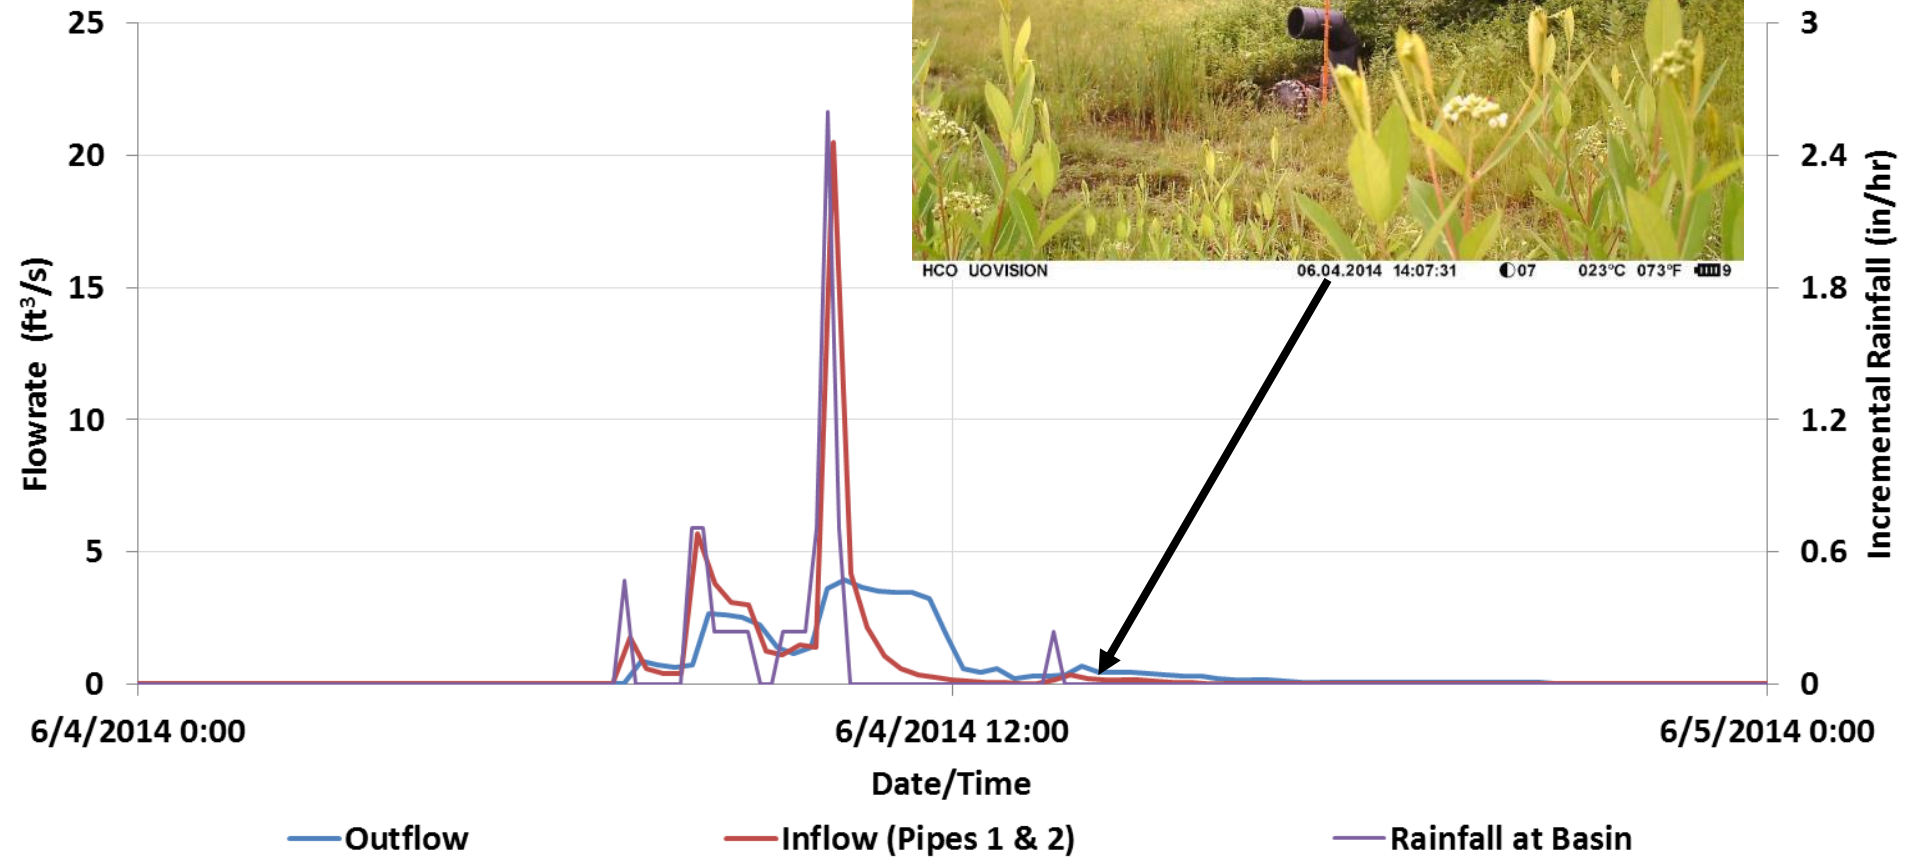 25
20
15
10
5
0
Flowrate (ft³/s)
3
2.4
1.8
1.2
0.6
0
Incremental Rainfall (in/hr)
HCO UOVISION 06.04.2014 14:07:31 07 023°C 073°F 9
6/4/2014 0:00 6/4/2014 12:00 6/5/2014 0:00
Date/Time
Outflow Inflow (Pipes 1 & 2) Rainfall at Basin